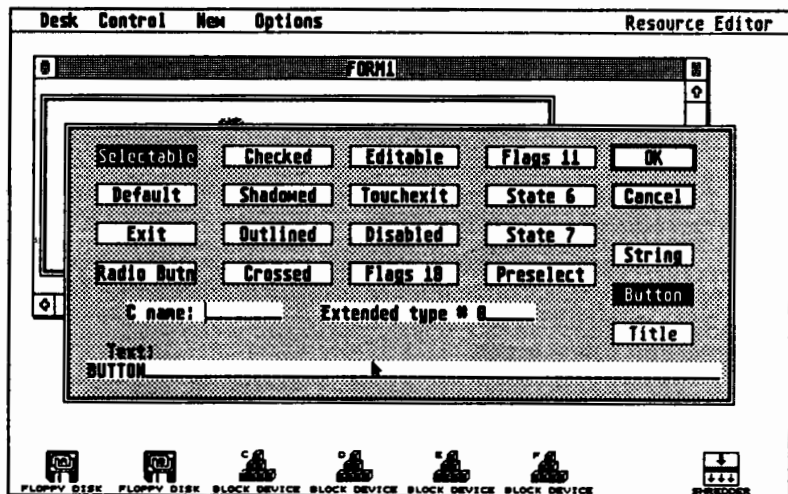 Desk Control New Options Resource Editor
FORM1
Selectable Checked Editable Flags 11 OK
Default Shadowed Touchexit State 6 Cancel
Exit Outlined Disabled State 7
String
Radio Butn Crossed Flags 10 Preselect
Button
C name: Extended type # 0
Title
Text:
BUTTON
C D E F
FLOPPY DISK FLOPPY DISK BLOCK DEVICE BLOCK DEVICE BLOCK DEVICE BLOCK DEVICE SHREDDER